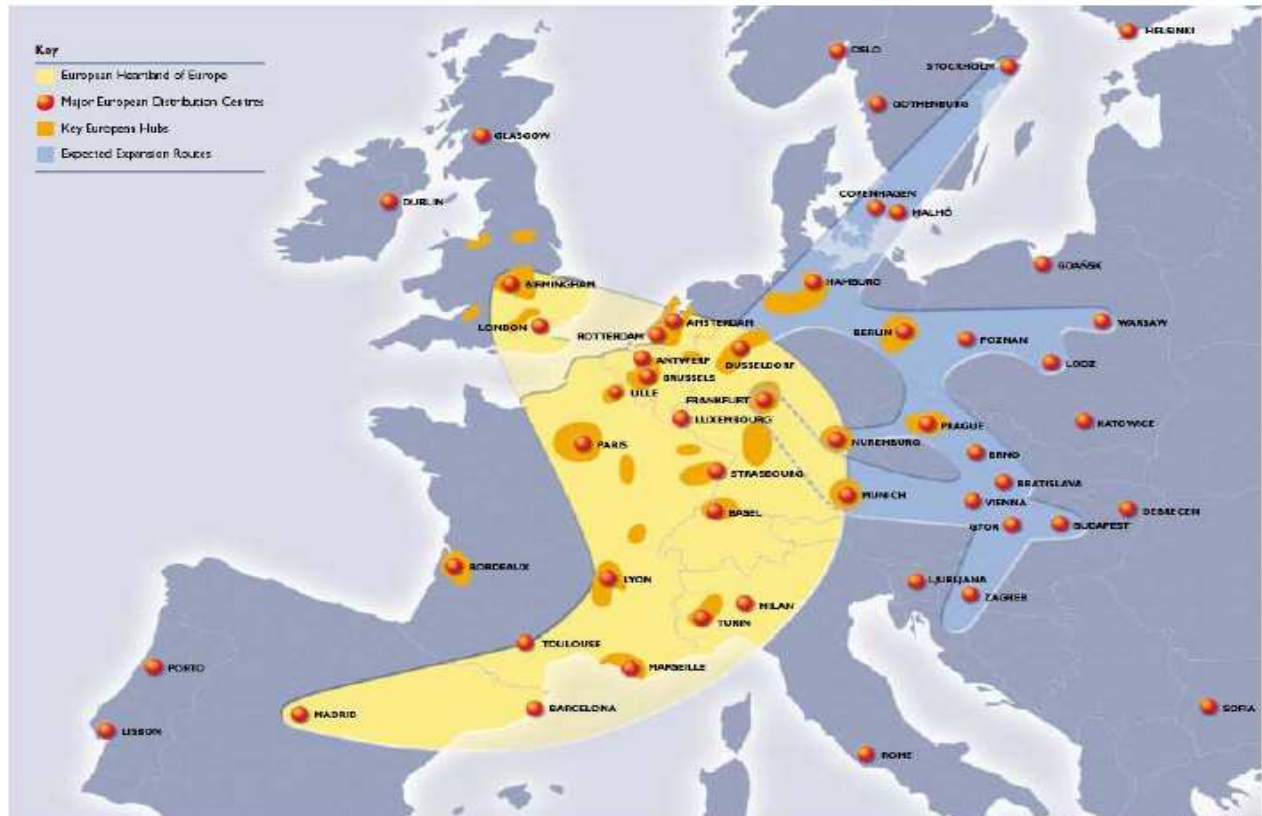 Key
European Heartland of Europe
Major European Distribution Centres
Key Europens Hubs
Expected Expansion Routes
HELSINKI
OSLO
STOCKHOLM
GOTHENBURG
GLASGOW
COPENHAGEN
DUBLIN
MALMÖ
GDAŃSK
BIRMINGHAM
HAMBURG
AMSTERDAM
WARSAW
LONDON
ROTTERDAM
BERLIN
POZNAN
ANTWERP
DUSSELDORF
LODZ
BRUSSELS
LILLE
FRANKFURT
LUXEMBOURG
KATOWICE
PRAGUE
PARIS
NUREMBURG
BRNO
STRASBOURG
BRATISLAVA
MUNICH
VIENNA
BASEL
DEBRECEN
GYOR
BUDAPEST
BORDEAUX
LYON
LJUBLJANA
ZAGREB
MILAN
TURIN
TOULOUSE
PORTO
MARSEILLE
MADRID
BARCELONA
SOFIA
LISBON
ROME